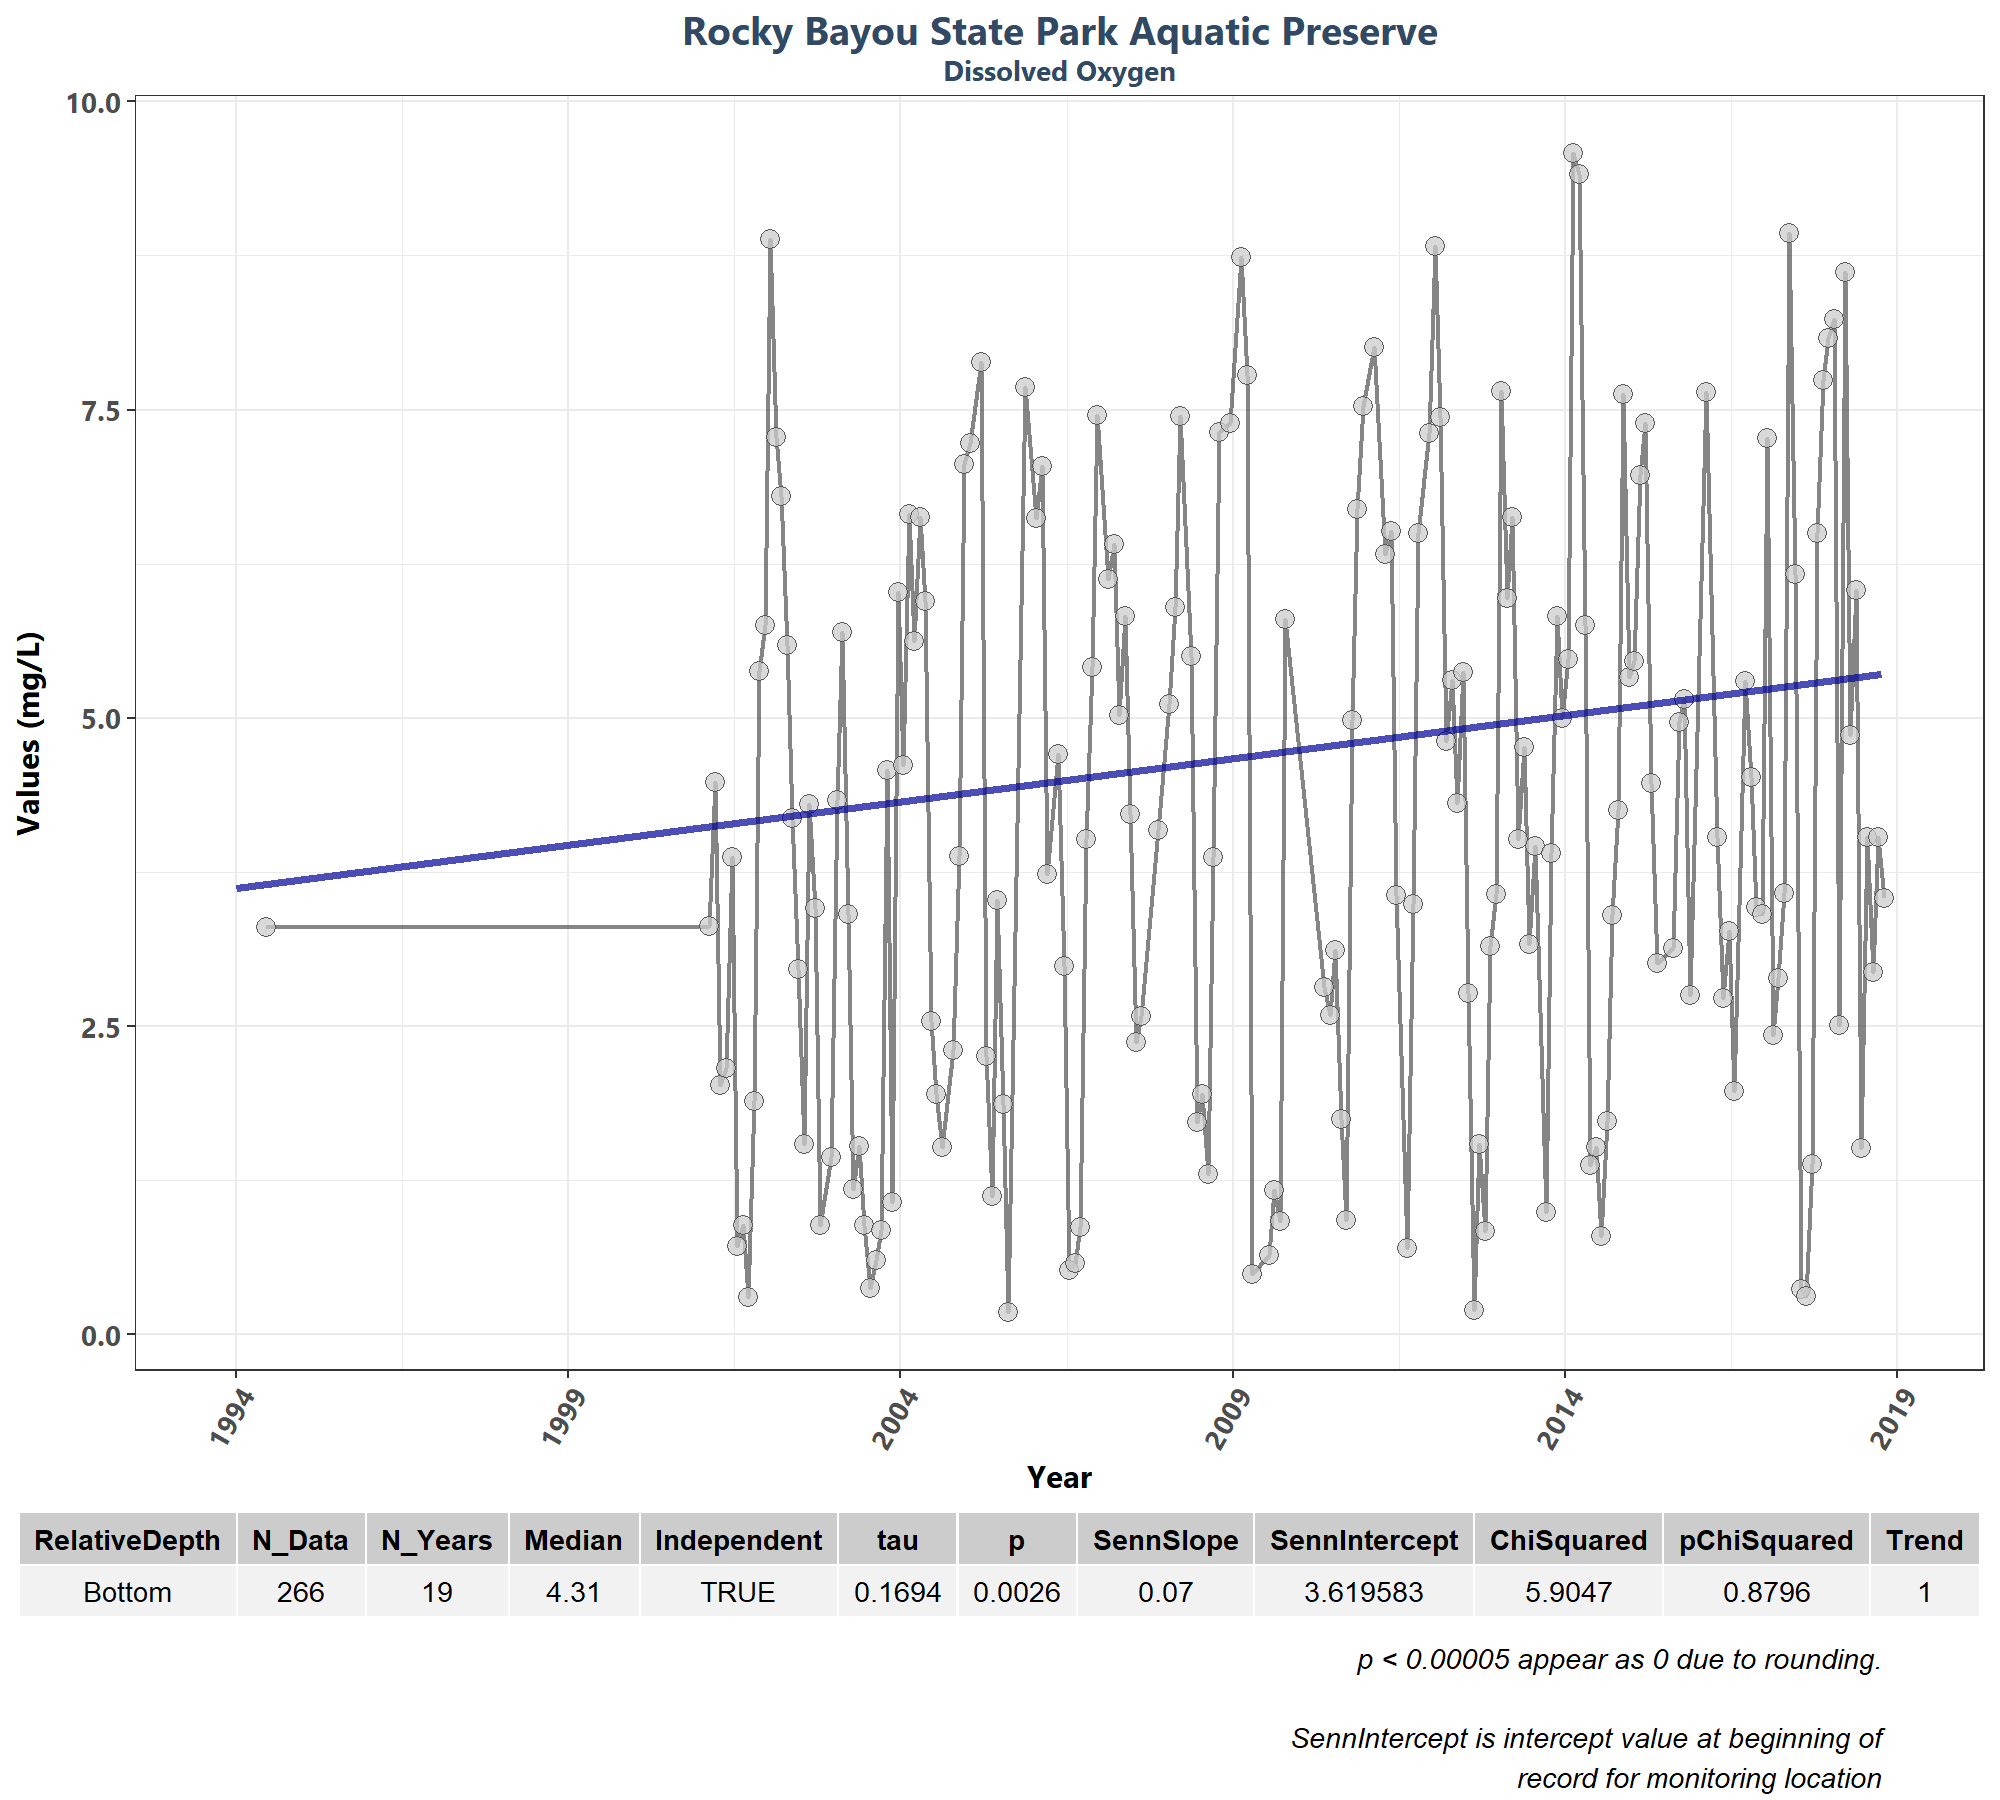 Rocky Bayou State Park Aquatic Preserve
Dissolved Oxygen
10.0
7.5
5.0
2.5
0.0
Values (mg/L)
1994 1999 2004 2009 2014 2019
Year
RelativeDepth N_Data N_Years Median Independent tau p SennSlope SennIntercept ChiSquared pChiSquared Trend
Bottom 266 19 4.31 TRUE 0.1694 0.0026 0.07 3.619583 5.9047 0.8796 1
p < 0.00005 appear as 0 due to rounding.
SennIntercept is intercept value at beginning of
record for monitoring location